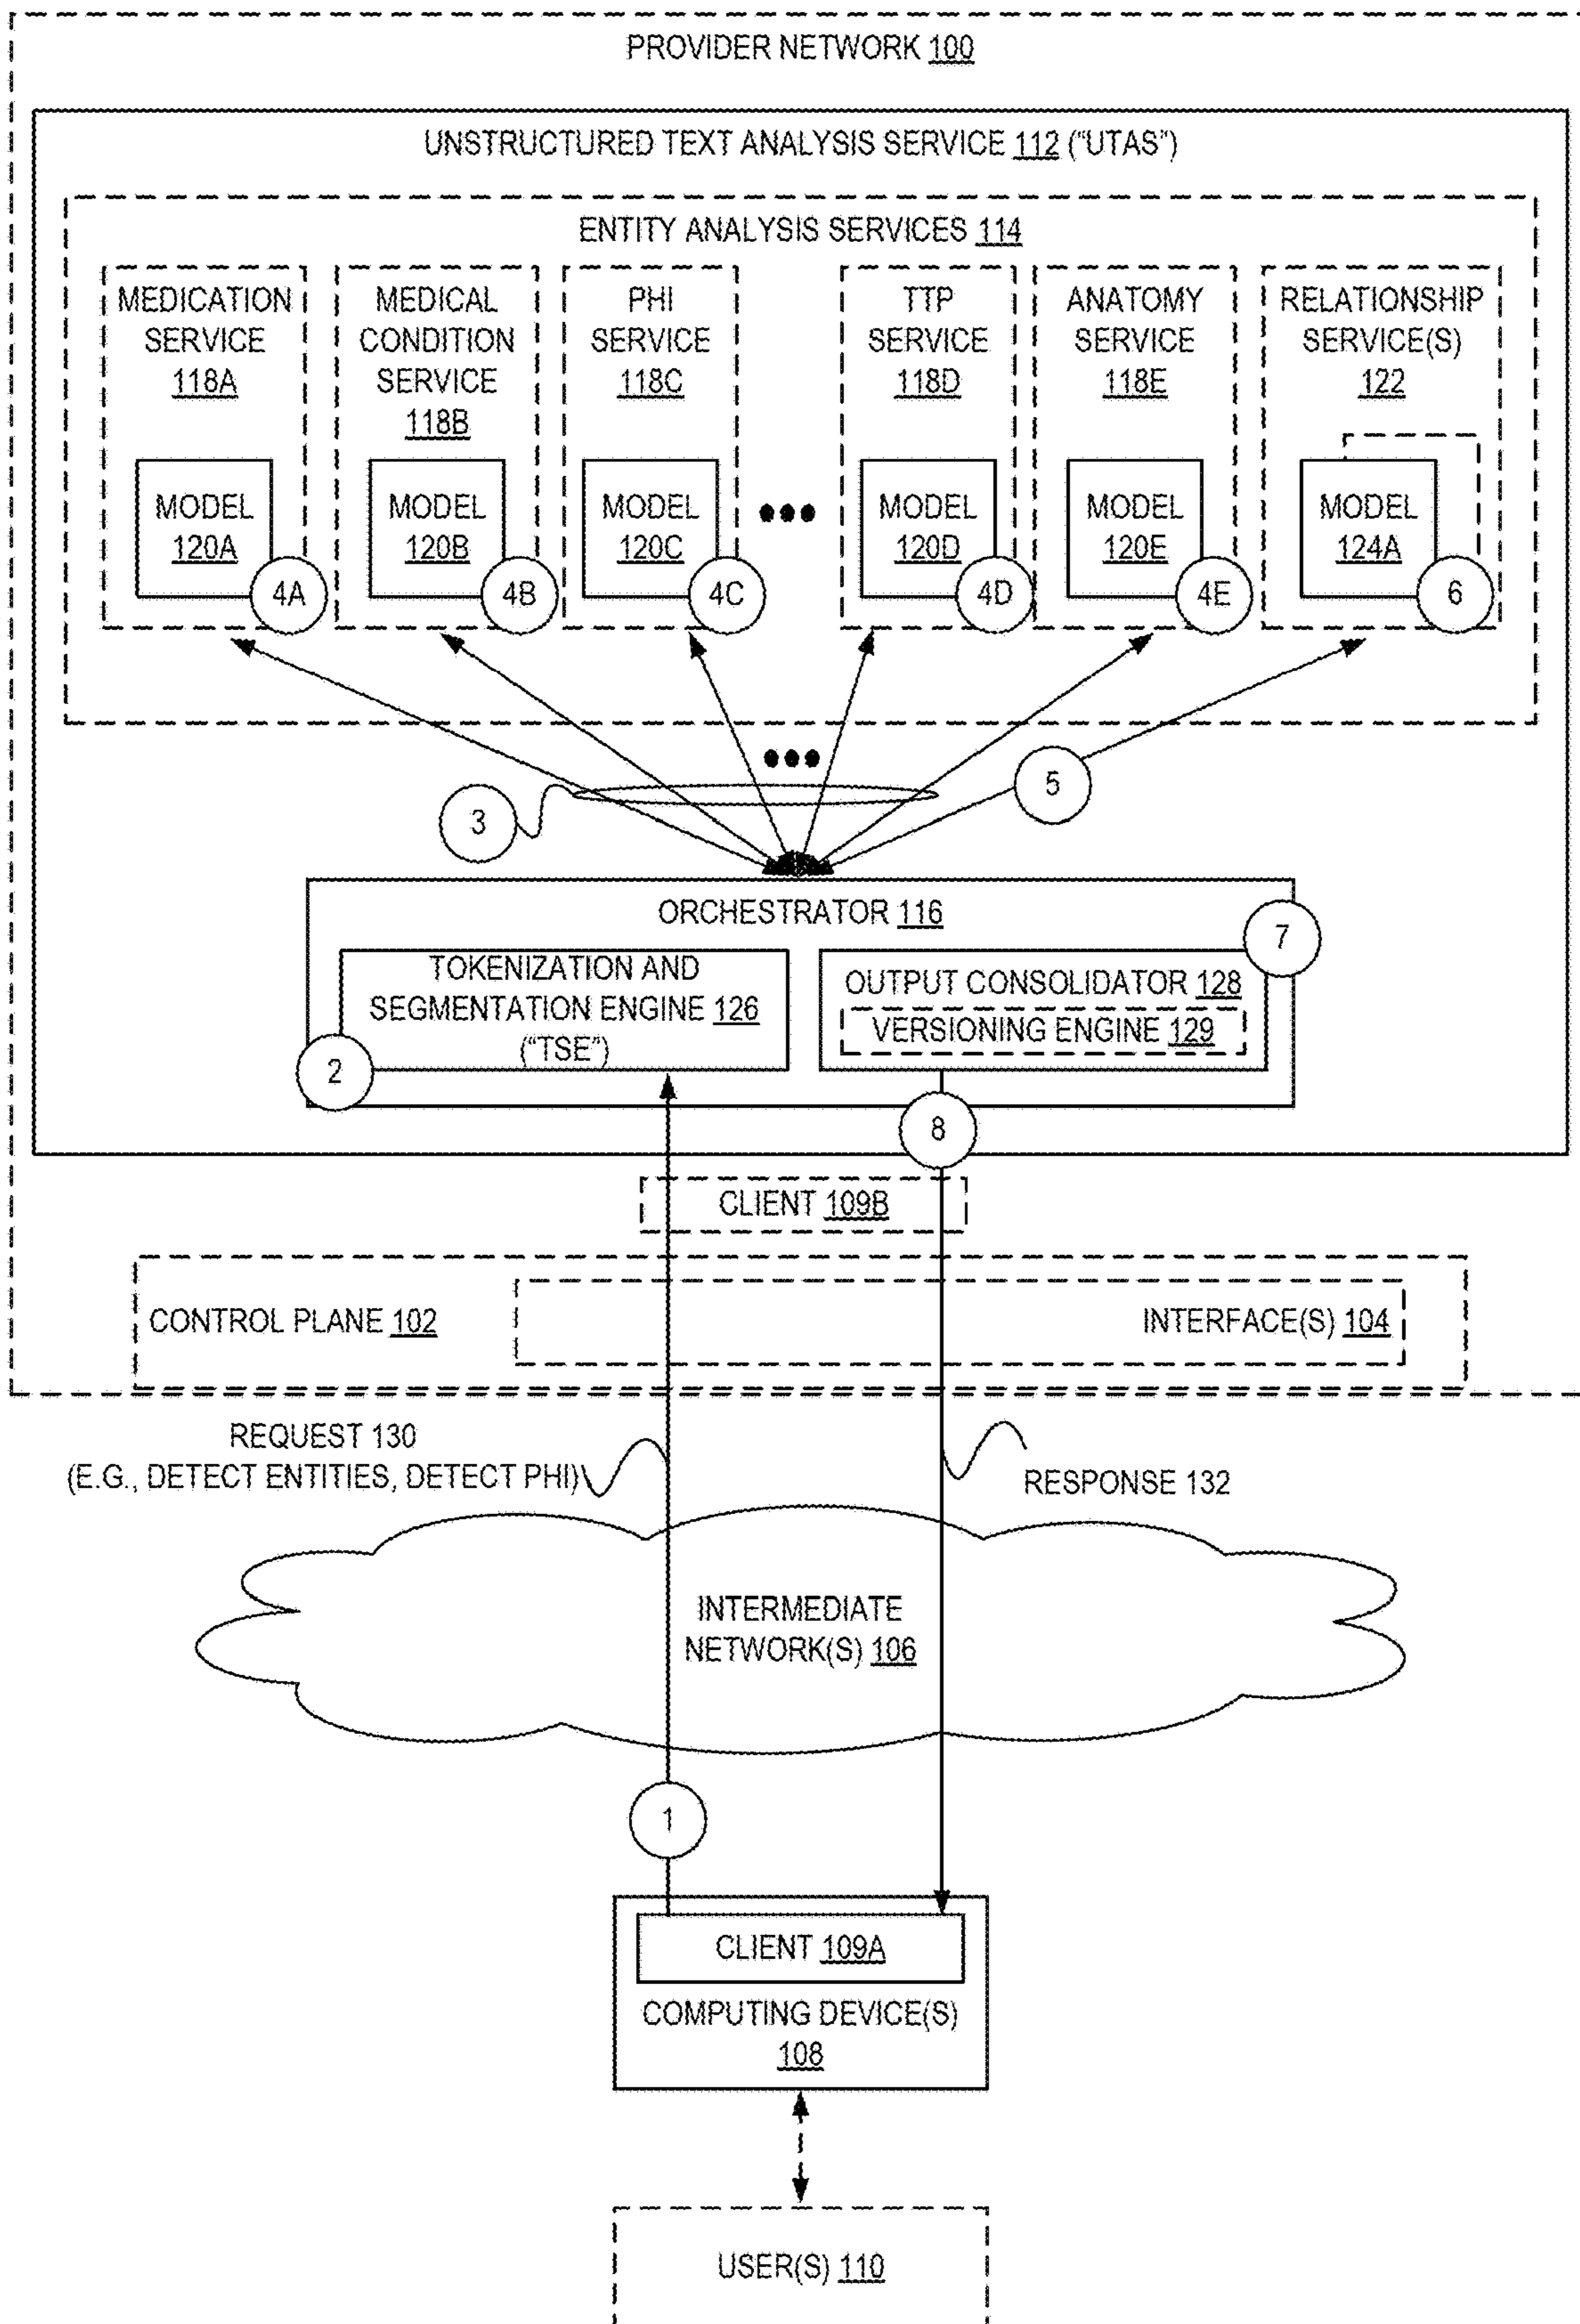 PROVIDER NETWORK 100
UNSTRUCTURED TEXT ANALYSIS SERVICE 112 ("UTAS")
ENTITY ANALYSIS SERVICES 114
MEDICATION
SERVICE
118A
MODEL
120A
4A
MEDICAL
CONDITION
SERVICE
118B
MODEL
120B
4B
PHI
SERVICE
118C
MODEL
120C
4C
TTP
SERVICE
118D
MODEL
120D
4D
ANATOMY
SERVICE
118E
MODEL
120E
4E
RELATIONSHIP
SERVICE(S)
122
MODEL
124A
6
5
3
ORCHESTRATOR 116
7
TOKENIZATION AND
SEGMENTATION ENGINE 126
("TSE")
2
OUTPUT CONSOLIDATOR 128
VERSIONING ENGINE 129
8
CLIENT 109B
CONTROL PLANE 102
INTERFACE(S) 104
REQUEST 130
(E.G., DETECT ENTITIES, DETECT PHI)
RESPONSE 132
INTERMEDIATE
NETWORK(S) 106
1
CLIENT 109A
COMPUTING DEVICE(S)
108
USER(S) 110